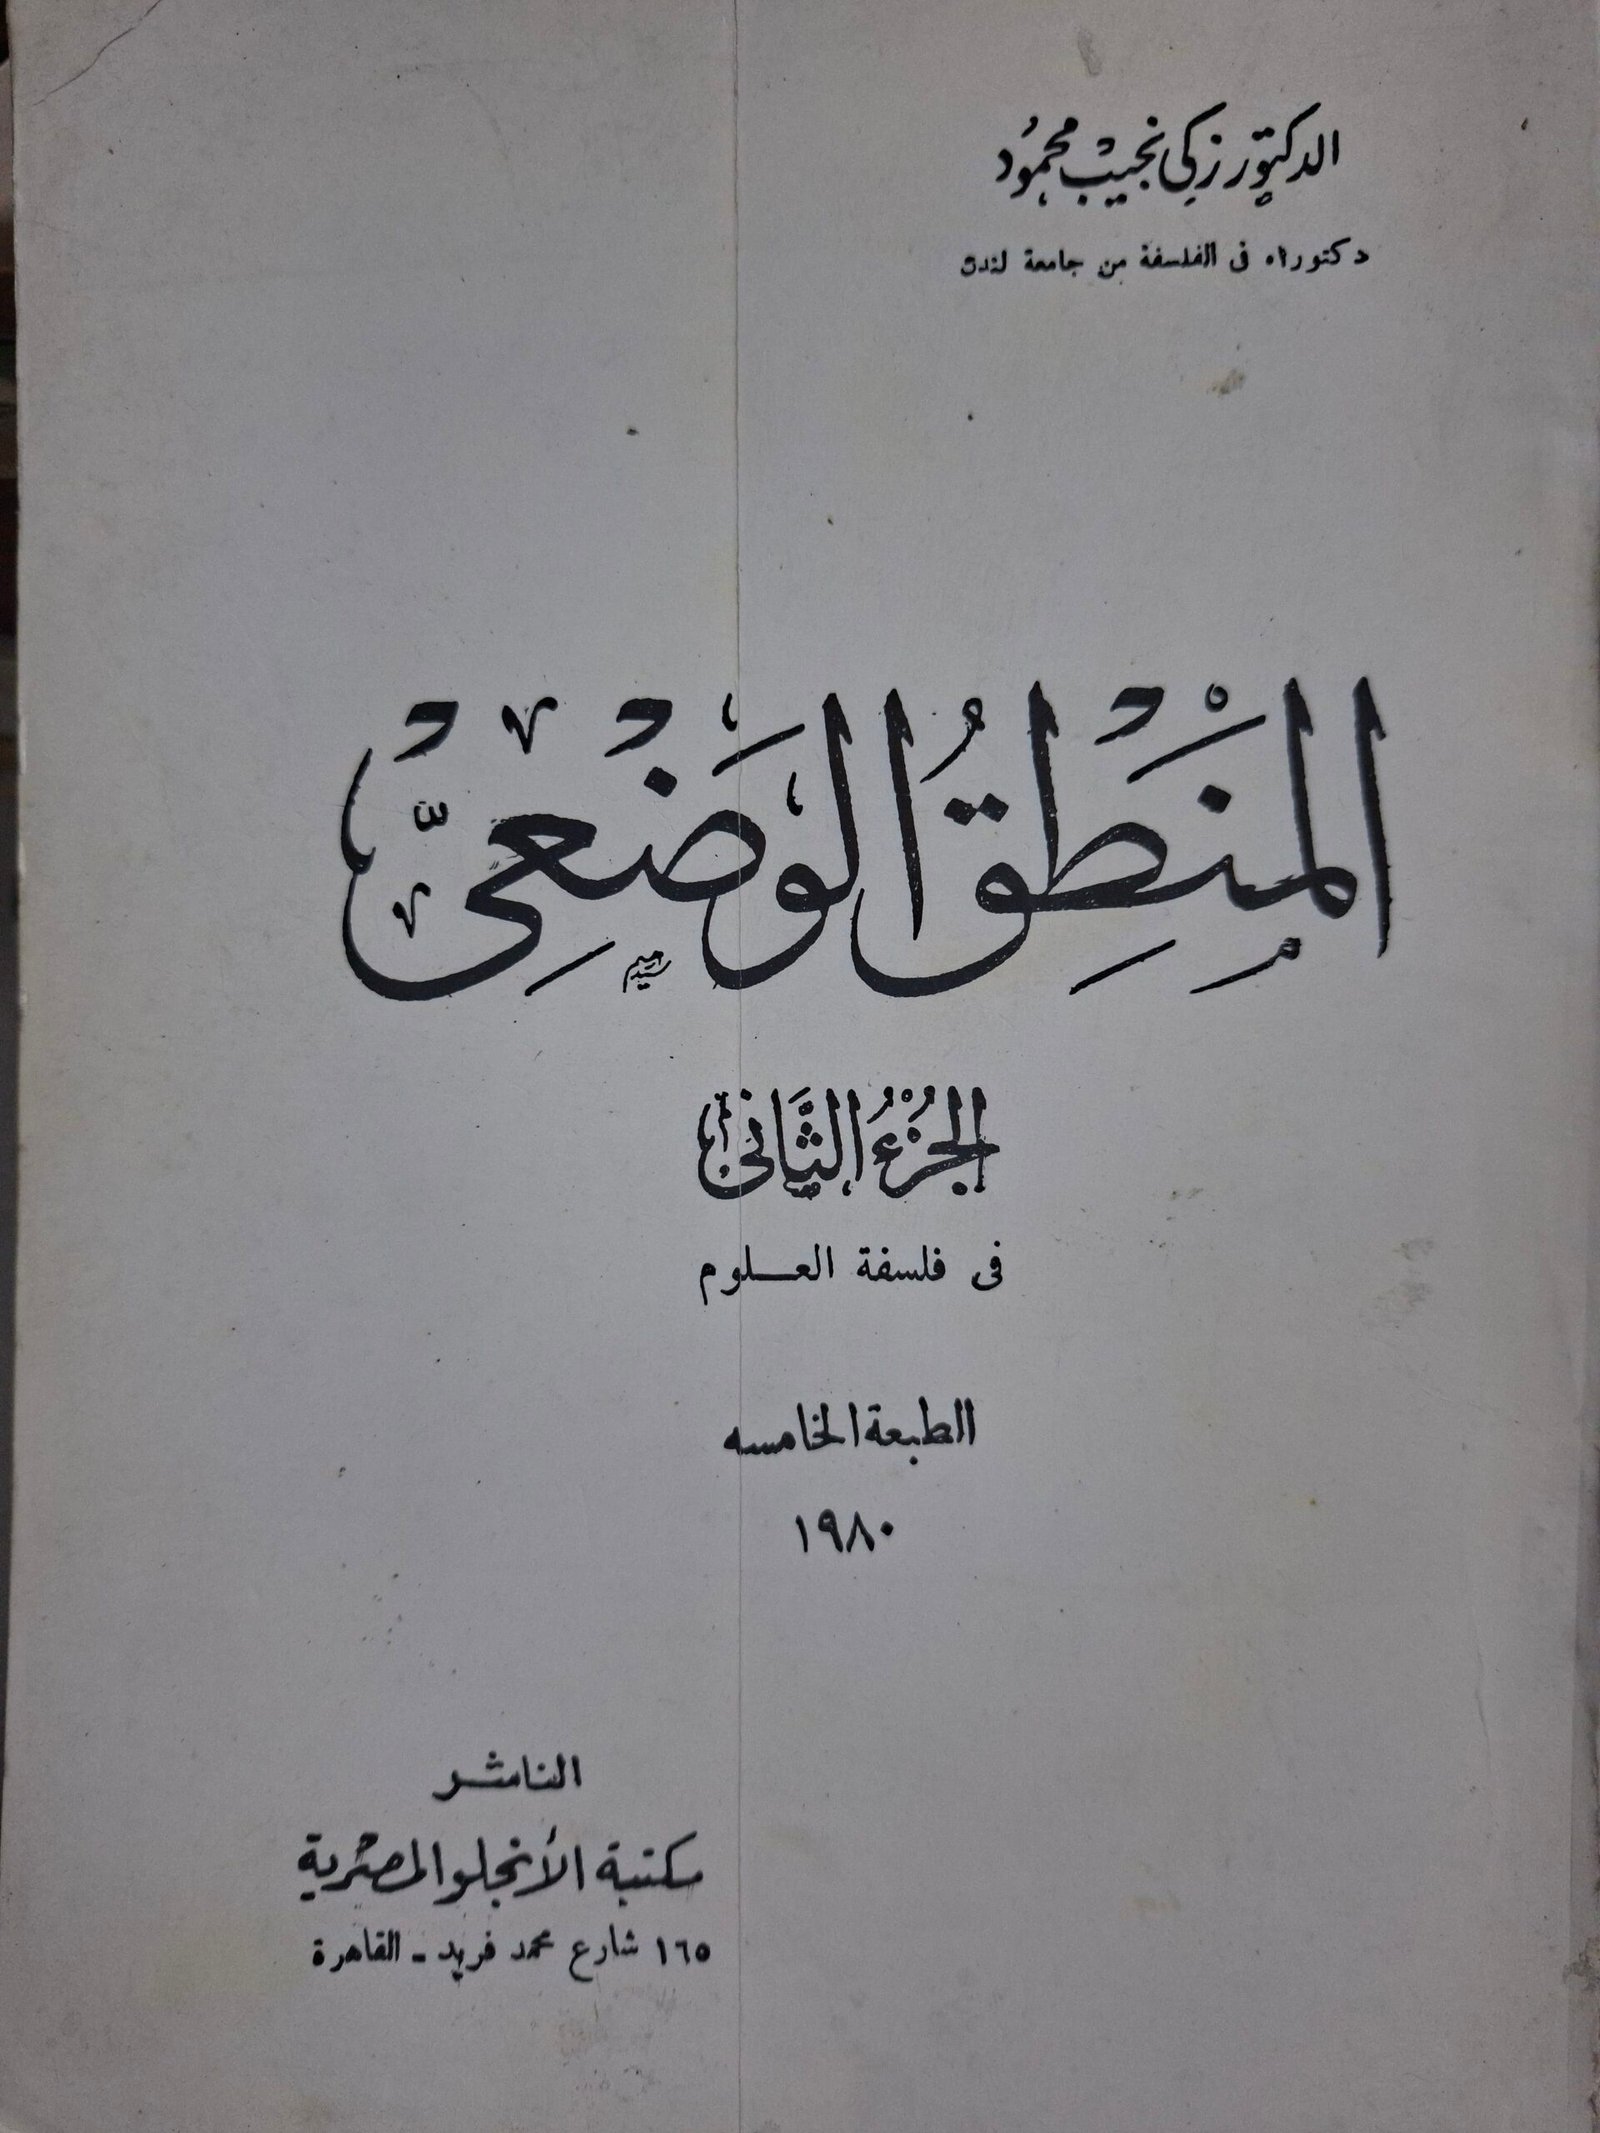 الدكتور زكى نجيب محمود
دكتوراه فى الفلسفة من جامعة لندن
المنطق الوضعى
الجزء الثانى
فى فلسفة العلوم
الطبعة الخامسه
١٩٨٠
الناشر
مكتبة الأنجلو المصرية
١٦٥ شارع محمد فريد - القاهرة